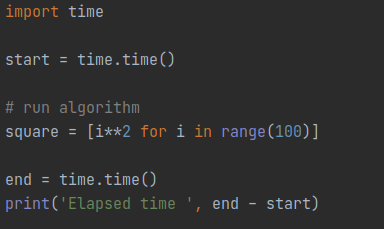 import time
start = time.time()
# run algorithm
square = [i**2 for i in range(100)]
end = time.time()
print('Elapsed time ', end - start)